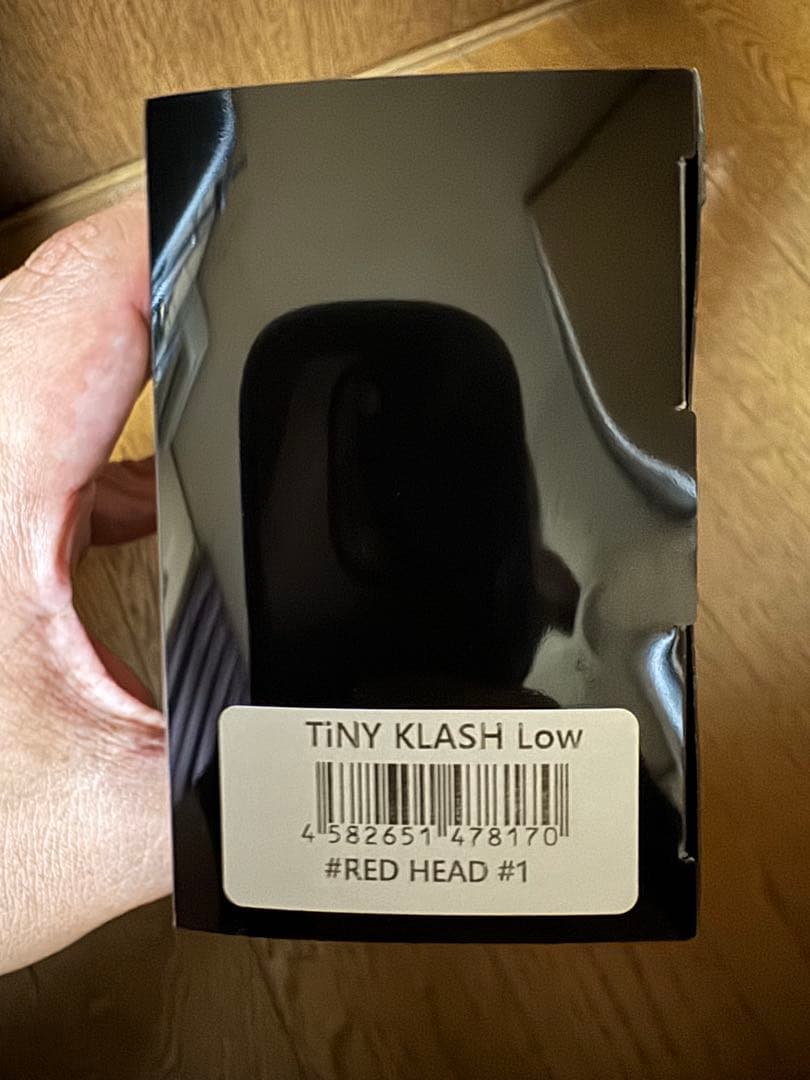 TiNY KLASH Low
4 582651 478170
#RED HEAD #1